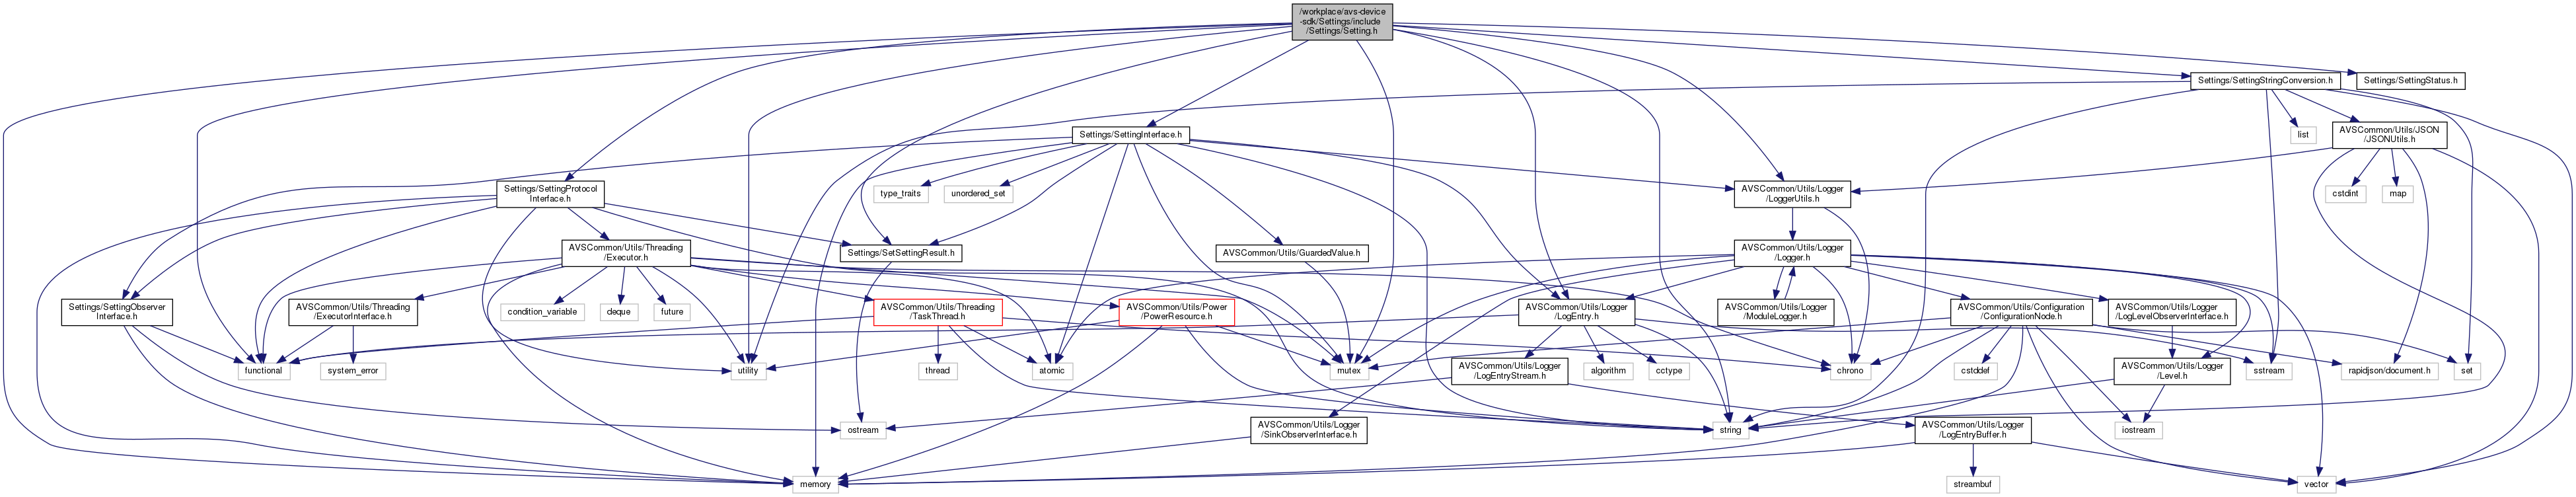 /workplace/avs-device
-sdk/Settings/include
/Settings/Setting.h
Settings/SettingStringConversion.h
Settings/SettingStatus.h
Settings/SettingInterface.h
list
AVSCommon/Utils/JSON
/JSONUtils.h
Settings/SettingProtocol
Interface.h
type_traits
unordered_set
AVSCommon/Utils/Logger
/LoggerUtils.h
cstdint
map
AVSCommon/Utils/Threading
/Executor.h
Settings/SetSettingResult.h
AVSCommon/Utils/GuardedValue.h
AVSCommon/Utils/Logger
/Logger.h
Settings/SettingObserver
Interface.h
AVSCommon/Utils/Threading
/ExecutorInterface.h
condition_variable
deque
future
AVSCommon/Utils/Threading
/TaskThread.h
AVSCommon/Utils/Power
/PowerResource.h
AVSCommon/Utils/Logger
/LogEntry.h
AVSCommon/Utils/Logger
/ModuleLogger.h
AVSCommon/Utils/Configuration
/ConfigurationNode.h
AVSCommon/Utils/Logger
/LogLevelObserverInterface.h
functional
system_error
utility
thread
atomic
mutex
AVSCommon/Utils/Logger
/LogEntryStream.h
algorithm
cctype
chrono
cstddef
AVSCommon/Utils/Logger
/Level.h
sstream
rapidjson/document.h
set
ostream
AVSCommon/Utils/Logger
/SinkObserverInterface.h
string
AVSCommon/Utils/Logger
/LogEntryBuffer.h
iostream
memory
streambuf
vector